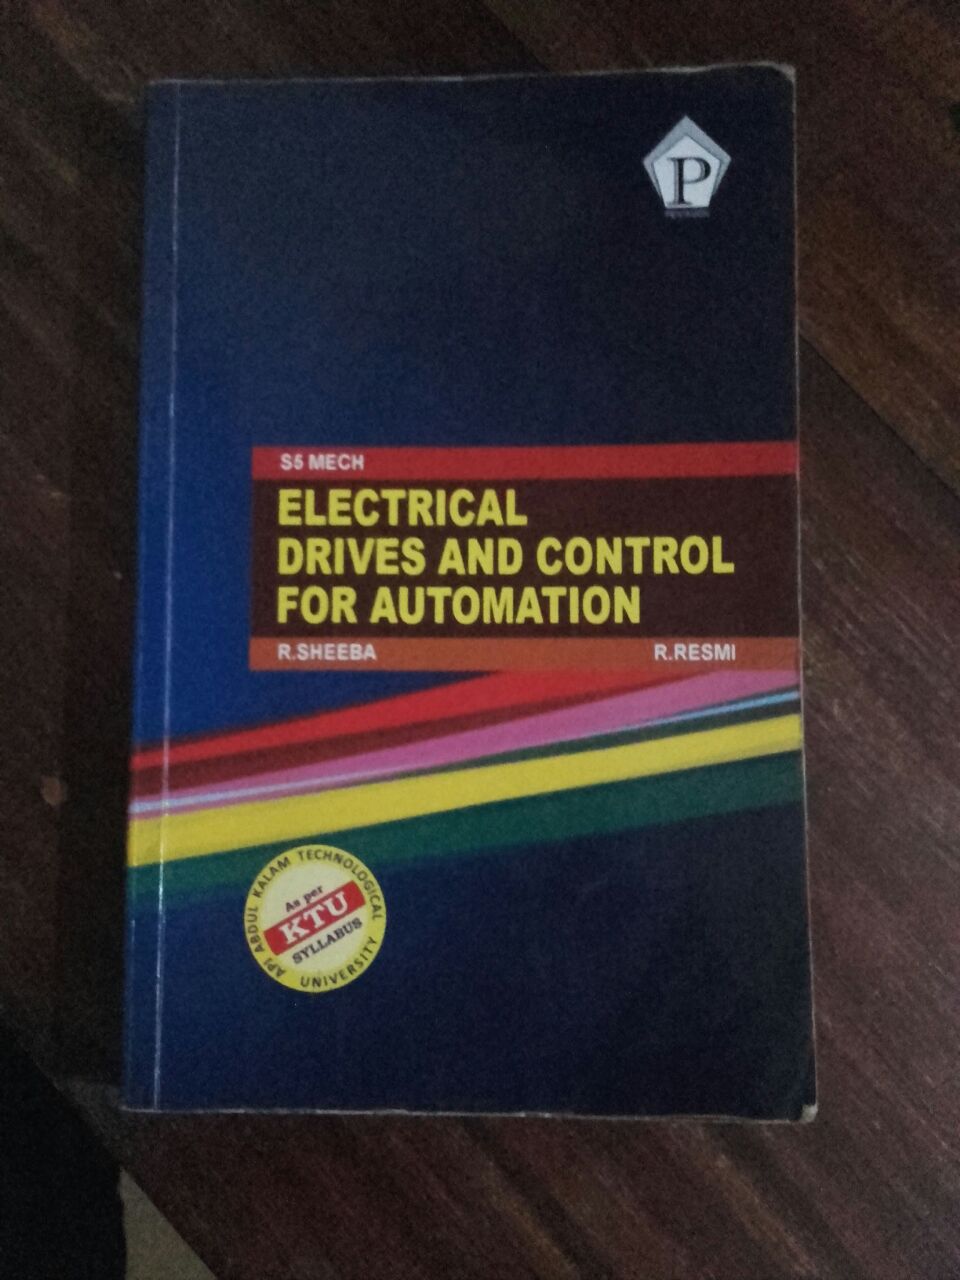 P
S5 MECH
ELECTRICAL
DRIVES AND CONTROL
FOR AUTOMATION
R.SHEEBA R.RESMI
APJ ABDUL KALAM TECHNOLOGICAL
UNIVERSITY
As per
KTU
SYLLABUS